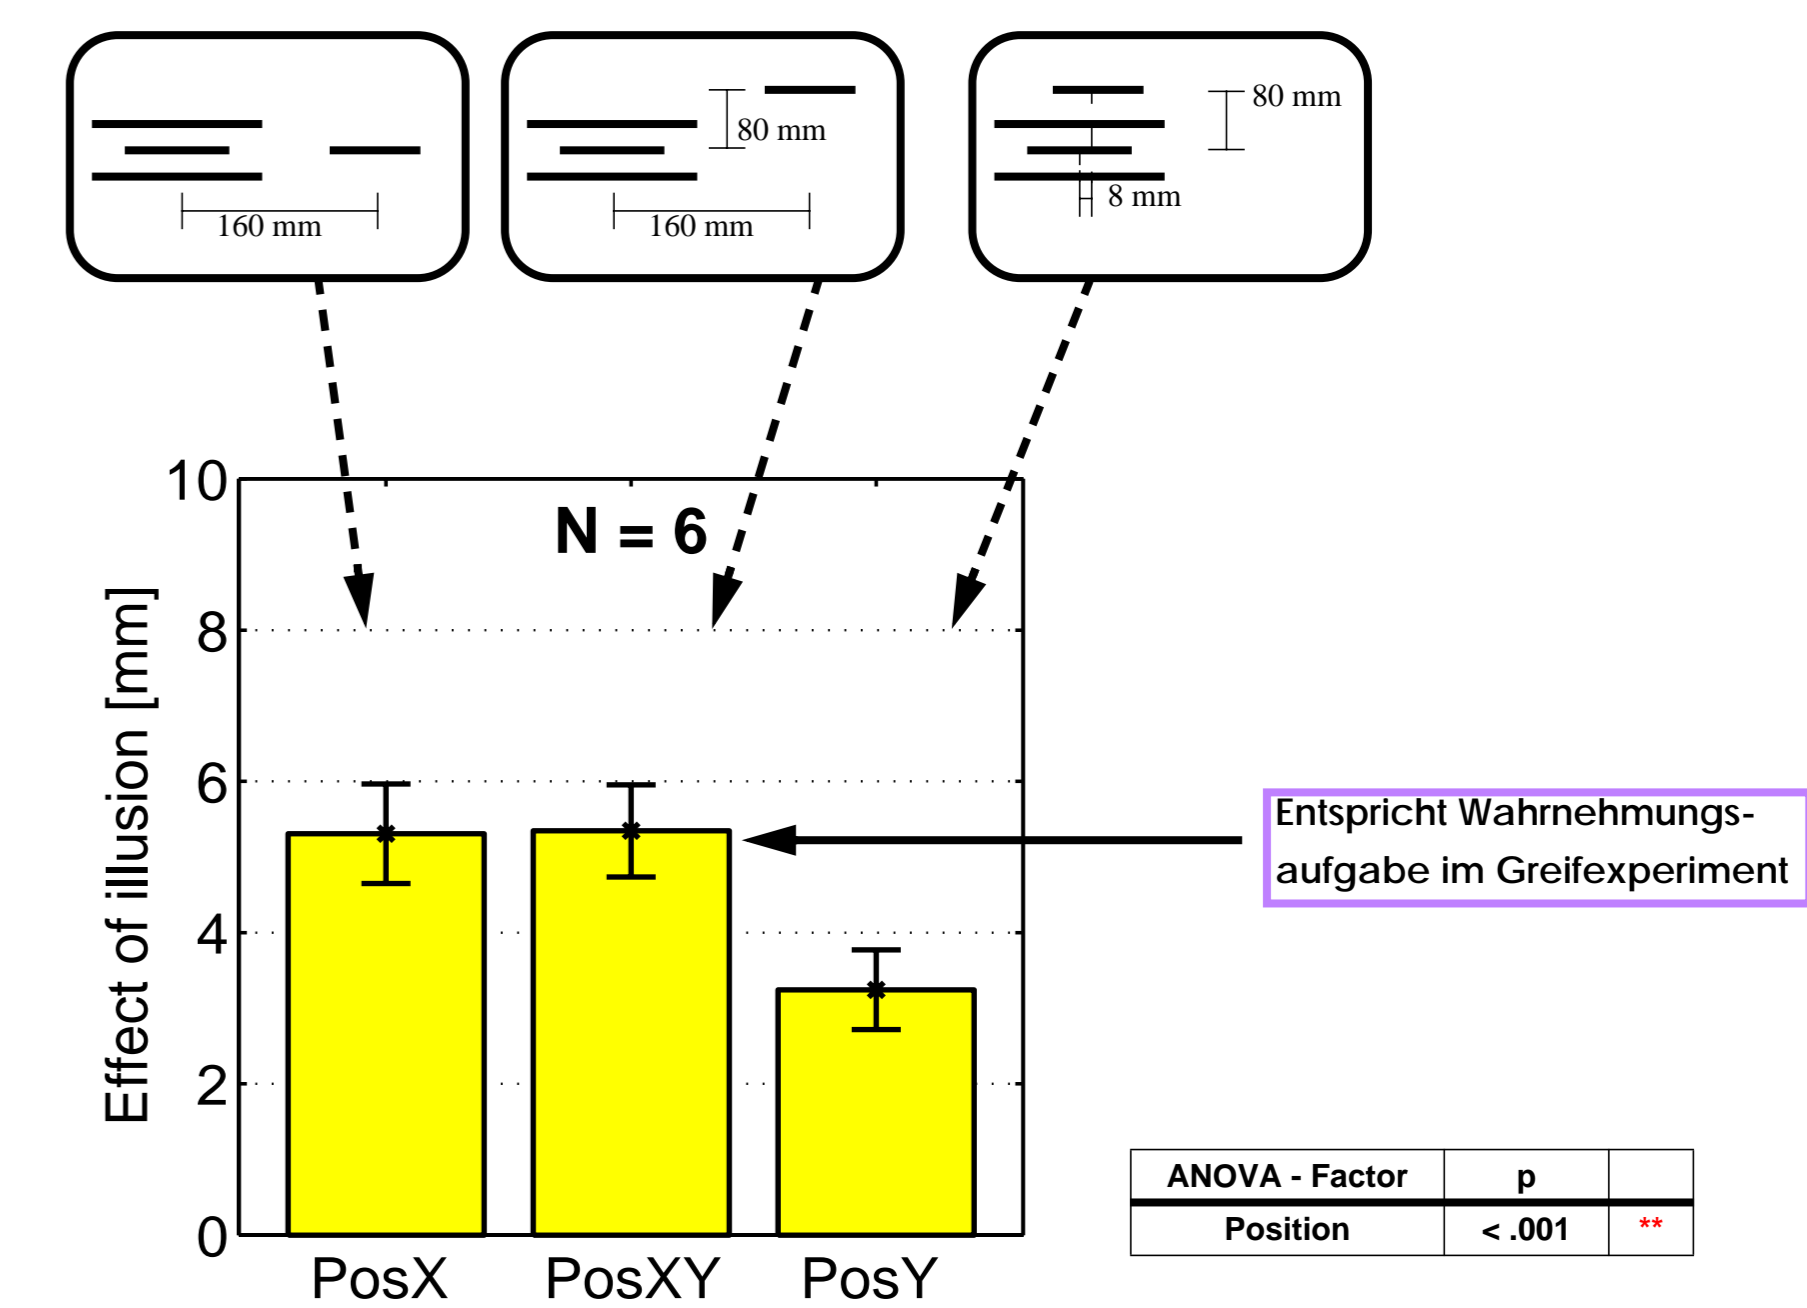 160 mm
80 mm
160 mm
80 mm
8 mm
10
8
6
4
2
0
Effect of illusion [mm]
N = 6
PosX PosXY PosY
Entspricht Wahrnehmungs-
aufgabe im Greifexperiment
ANOVA - Factor p
Position < .001 **